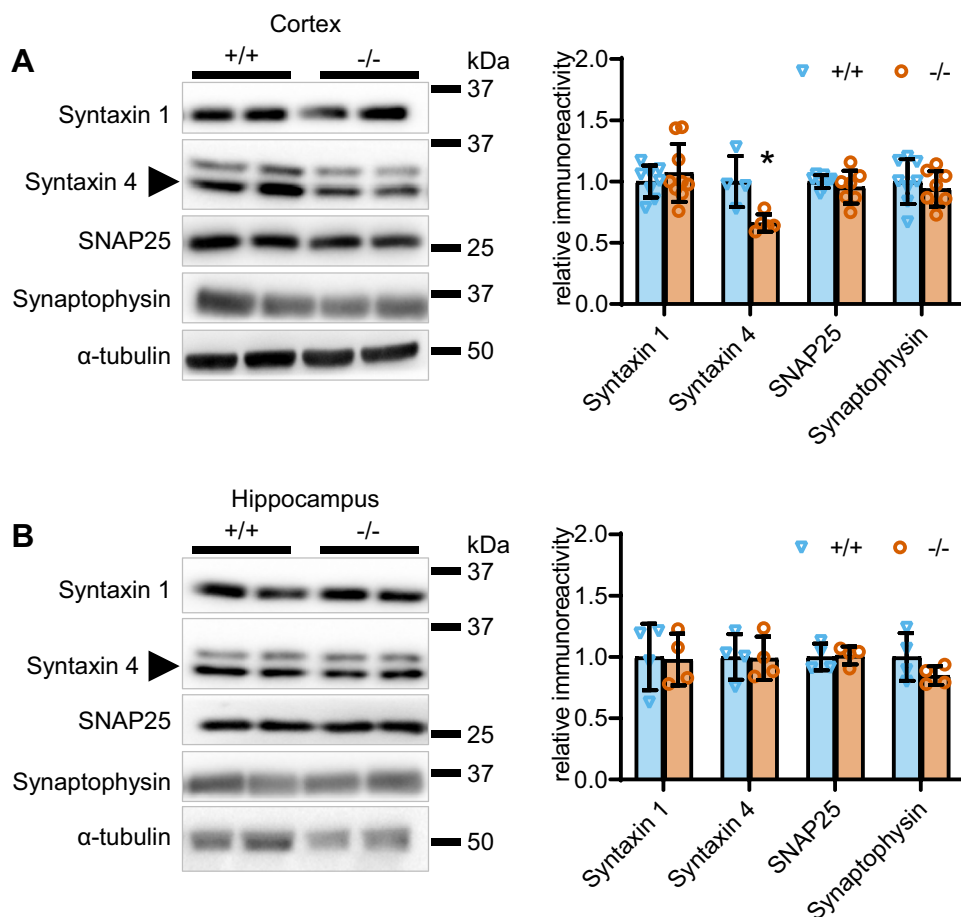 Cortex
A
+/+
-/-
kDa
Syntaxin 1
37
Syntaxin 4
37
SNAP25
25
Synaptophysin
37
α-tubulin
50
relative immunoreactivity
2.0
1.5
1.0
0.5
0.0
+/+
-/-
Syntaxin 1
Syntaxin 4
*
SNAP25
Synaptophysin
Hippocampus
B
+/+
-/-
kDa
Syntaxin 1
37
Syntaxin 4
37
SNAP25
25
Synaptophysin
37
α-tubulin
50
relative immunoreactivity
2.0
1.5
1.0
0.5
0.0
+/+
-/-
Syntaxin 1
Syntaxin 4
SNAP25
Synaptophysin